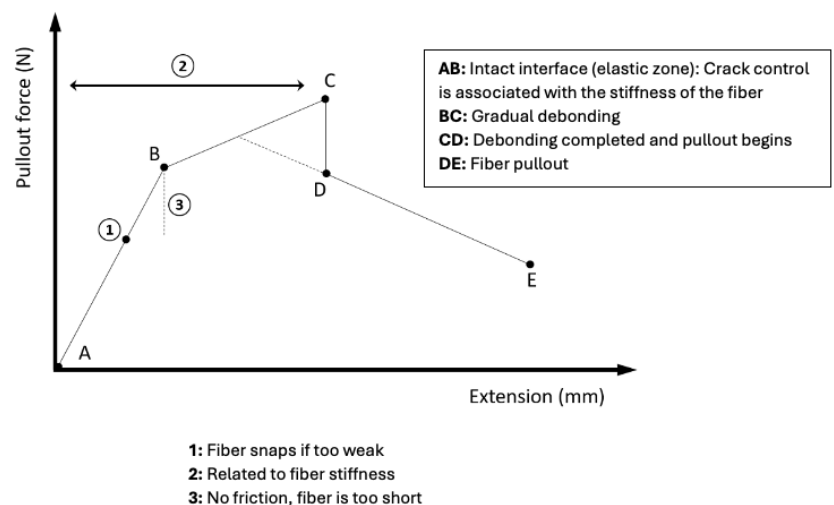 Pullout force (N)
2
C
B
3
D
1
E
A
Extension (mm)
AB: Intact interface (elastic zone): Crack control
is associated with the stiffness of the fiber
BC: Gradual debonding
CD: Debonding completed and pullout begins
DE: Fiber pullout
1: Fiber snaps if too weak
2: Related to fiber stiffness
3: No friction, fiber is too short